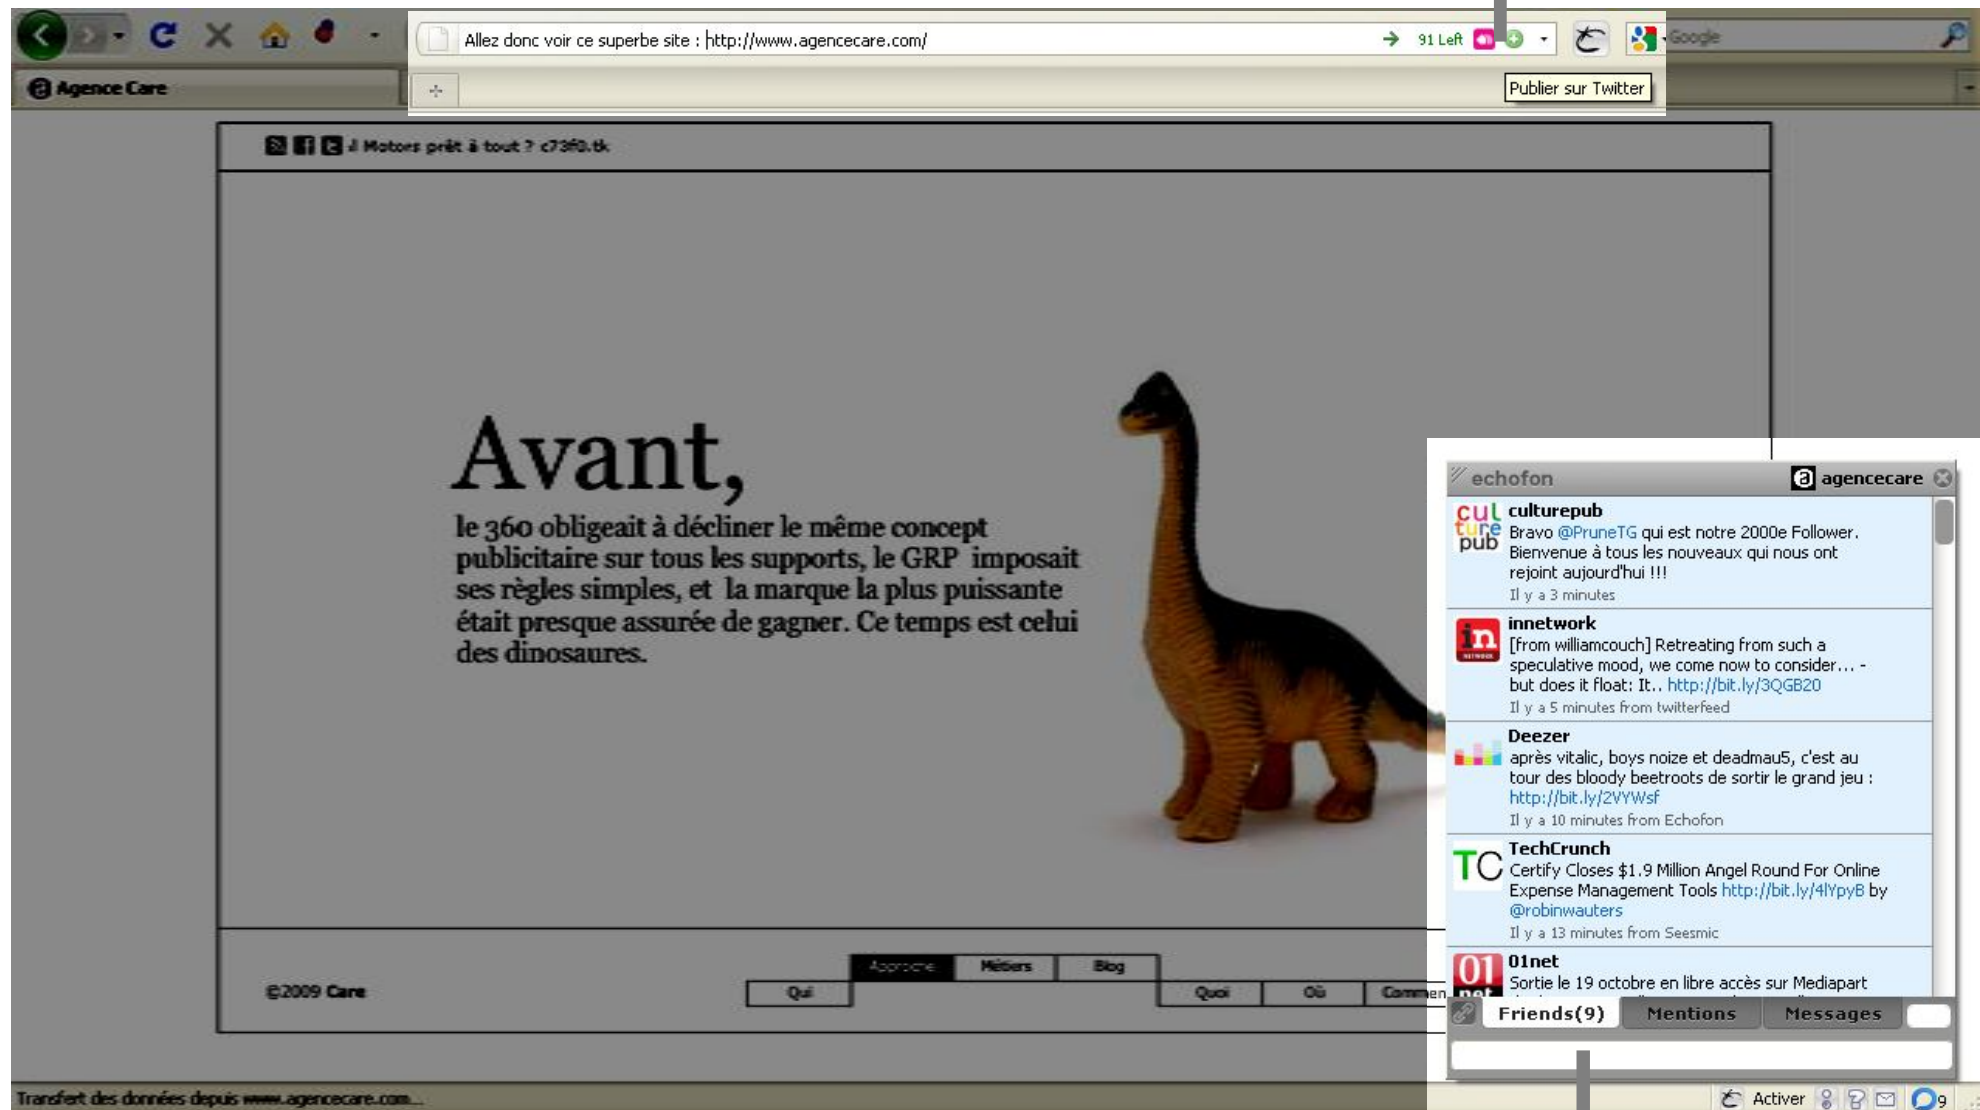 Allez donc voir ce superbe site : http://www.agencecare.com/
91 Left
Google
Agence Care
Publier sur Twitter
Motors prêt à tout ? c73f0.tk
Avant,
le 360 obligeait à décliner le même concept
publicitaire sur tous les supports, le GRP imposait
ses règles simples, et la marque la plus puissante
était presque assurée de gagner. Ce temps est celui
des dinosaures.
echofon
agencecare
cul
ture
pub
culturepub
Bravo @PruneTG qui est notre 2000e Follower.
Bienvenue à tous les nouveaux qui nous ont
rejoint aujourd'hui !!!
Il y a 3 minutes
in
NETWORK
innetwork
[from williamcouch] Retreating from such a
speculative mood, we come now to consider... -
but does it float: It.. http://bit.ly/3QGB20
Il y a 5 minutes from twitterfeed
Deezer
après vitalic, boys noize et deadmau5, c'est au
tour des bloody beetroots de sortir le grand jeu :
http://bit.ly/2VYWsf
Il y a 10 minutes from Echofon
TC
TechCrunch
Certify Closes $1.9 Million Angel Round For Online
Expense Management Tools http://bit.ly/4lYpyB by
@robinwauters
Il y a 13 minutes from Seesmic
01
net
01net
Sortie le 19 octobre en libre accès sur Mediapart
Friends(9)
Mentions
Messages
Approche
Métiers
Blog
©2009 Care
Qui
Quoi
Où
Commen
Transfert des données depuis www.agencecare.com...
Activer
9